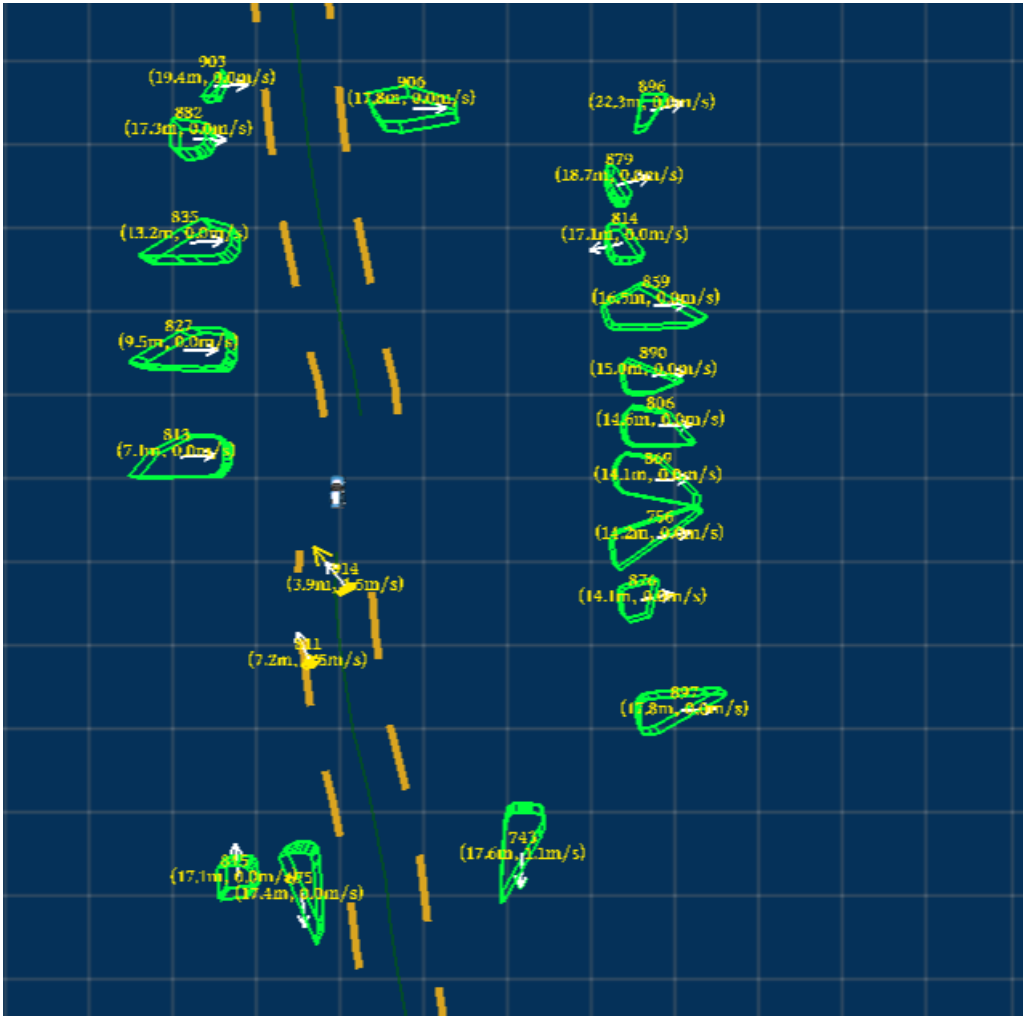 903
(19.4m, 0.0m/s)
906
(17.8m, 0.0m/s)
896
(22.3m, 0.0m/s)
882
(17.3m, 0.0m/s)
879
(18.7m, 0.0m/s)
835
(13.2m, 0.0m/s)
814
(17.1m, 0.0m/s)
859
(16.5m, 0.0m/s)
827
(9.5m, 0.0m/s)
890
(15.0m, 0.0m/s)
806
(14.6m, 0.0m/s)
813
(7.1m, 0.0m/s)
869
(14.1m, 0.0m/s)
756
(14.2m, 0.0m/s)
914
(3.9m,
876
(14.1m, 0.0m/s)
(7.2m,
897
(17.8m, 0.0m/s)
743
(17.6m,
(17.1m, 0.0m/s)
(17.4m, 0.0m/s)